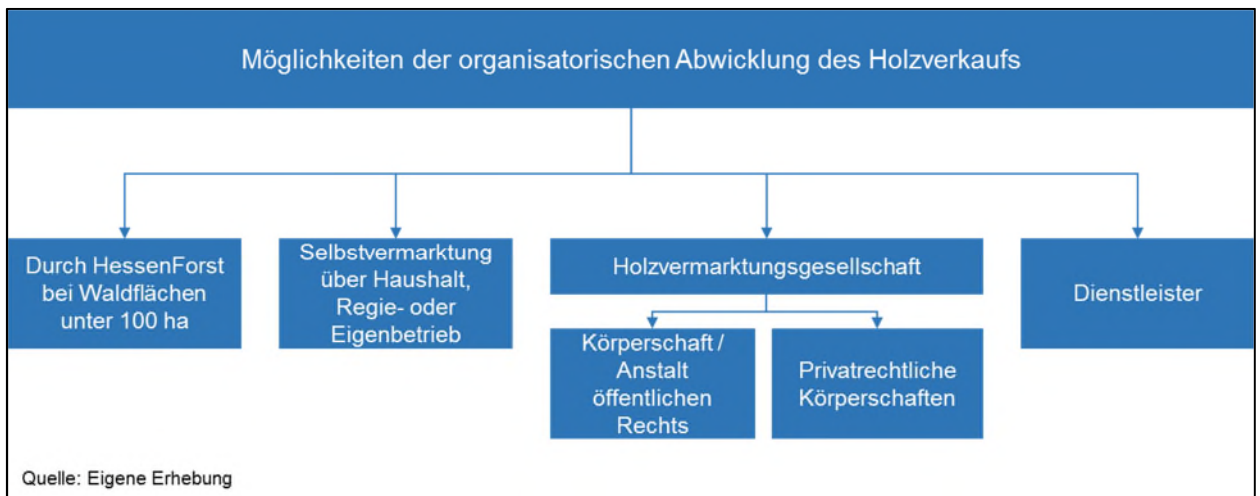 Möglichkeiten der organisatorischen Abwicklung des Holzverkaufs
Durch HessenForst
bei Waldflächen
unter 100 ha
Selbstvermarktung
über Haushalt,
Regie- oder
Eigenbetrieb
Holzvermarktungsgesellschaft
Körperschaft /
Anstalt
öffentlichen
Rechts
Privatrechtliche
Körperschaften
Dienstleister
Quelle: Eigene Erhebung